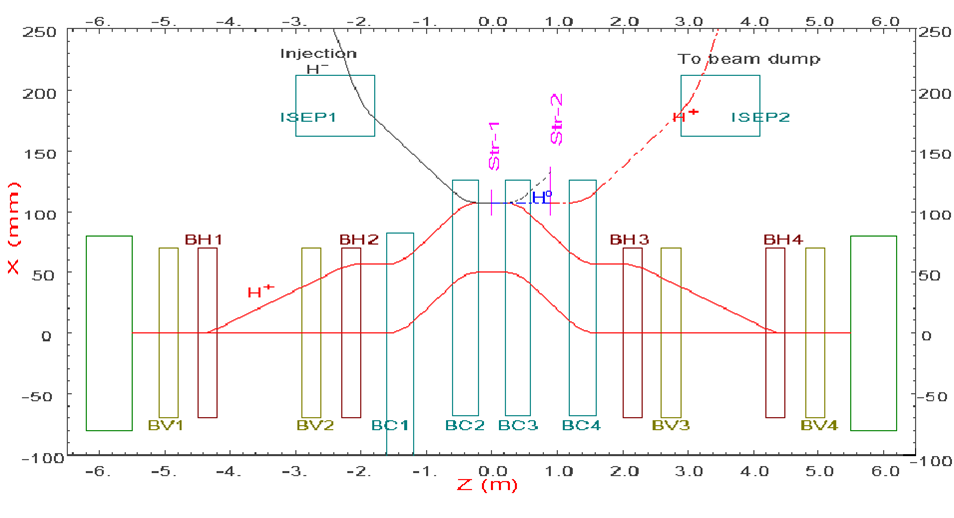 -6. -5. -4. -3. -2. -1. 0.0 1.0 2.0 3.0 4.0 5.0 6.0
250 250
Injection
H⁻
To beam dump
200 200
ISEP1
Str-1
Str-2
H⁺
ISEP2
150 150
H⁰
100 100
BH1 BH2 BH3 BH4
50 50
H⁺
0 0
-50 -50
BV1 BV2 BC1 BC2 BC3 BC4 BV3 BV4
-100 -100
-6. -5. -4. -3. -2. -1. 0.0 1.0 2.0 3.0 4.0 5.0 6.0
Z (m)
X (mm)